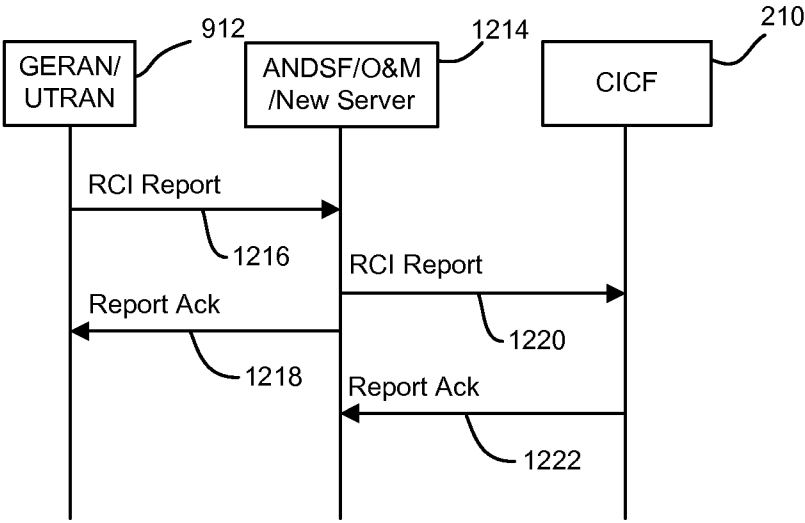 912
1214
210
GERAN/
UTRAN
ANDSF/O&M
/New Server
CICF
RCI Report
1216
RCI Report
Report Ack
1220
1218
Report Ack
1222